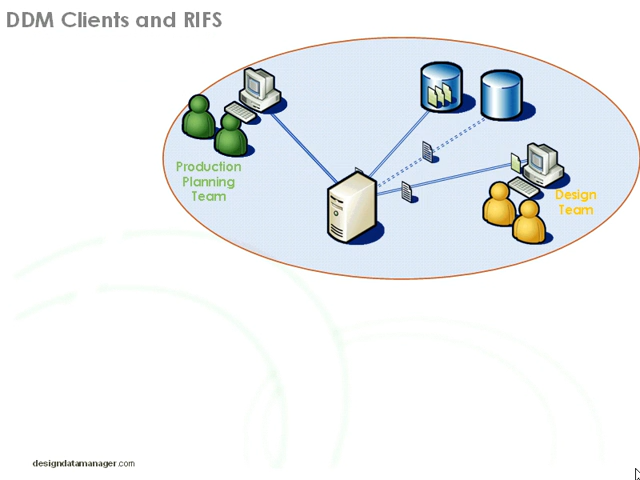 DDM Clients and RIFS
Production
Planning
Team
Design
Team
designdatamanager.com